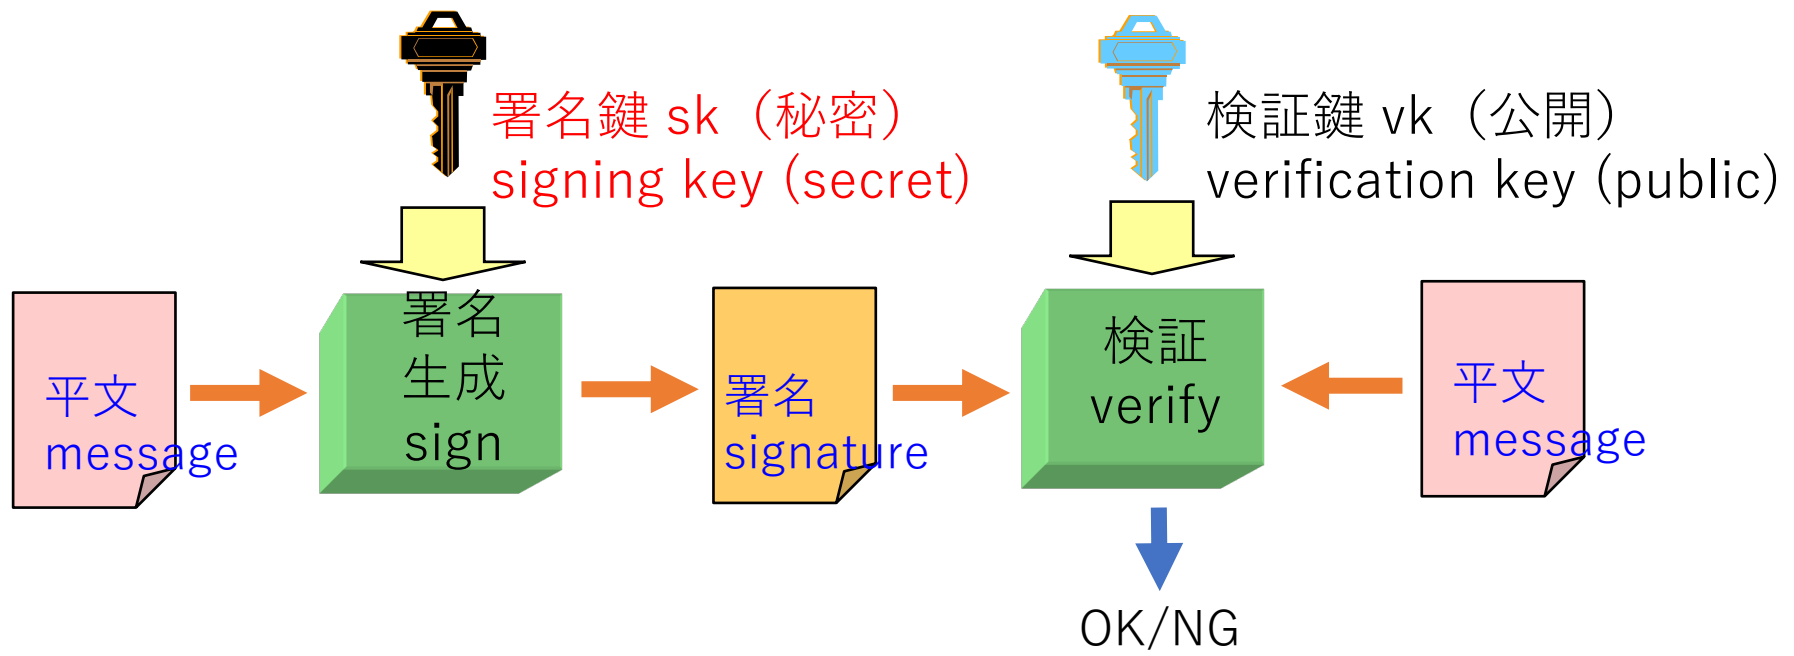 署名鍵 sk（秘密）
signing key (secret)
検証鍵 vk（公開）
verification key (public)
平文
message
署名
生成
sign
署名
signature
検証
verify
平文
message
OK/NG